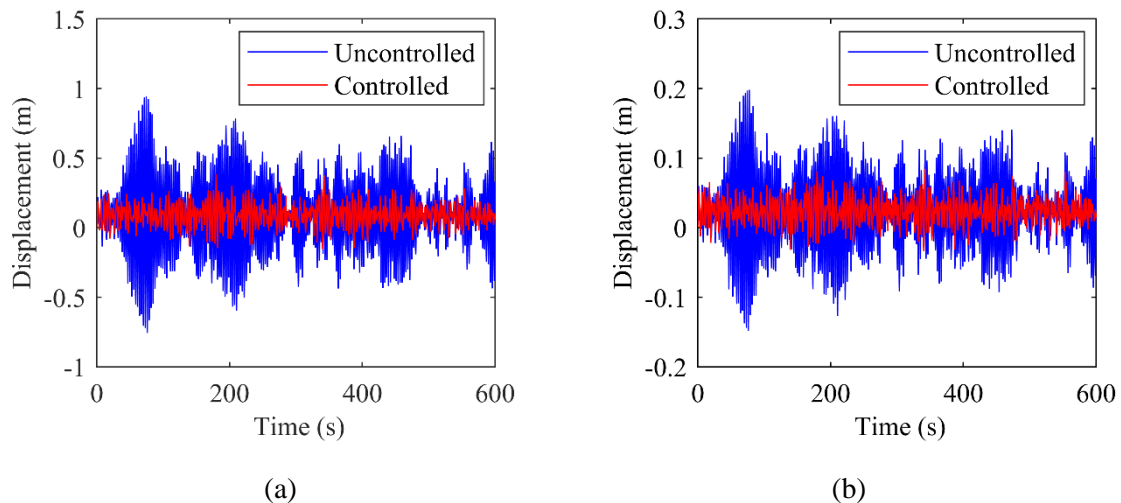 1.5
1
0.5
0
-0.5
-1
Displacement (m)
Uncontrolled
Controlled
0
200
400
600
Time (s)
(a)
0.3
0.2
0.1
0
-0.1
-0.2
Displacement (m)
Uncontrolled
Controlled
0
200
400
600
Time (s)
(b)